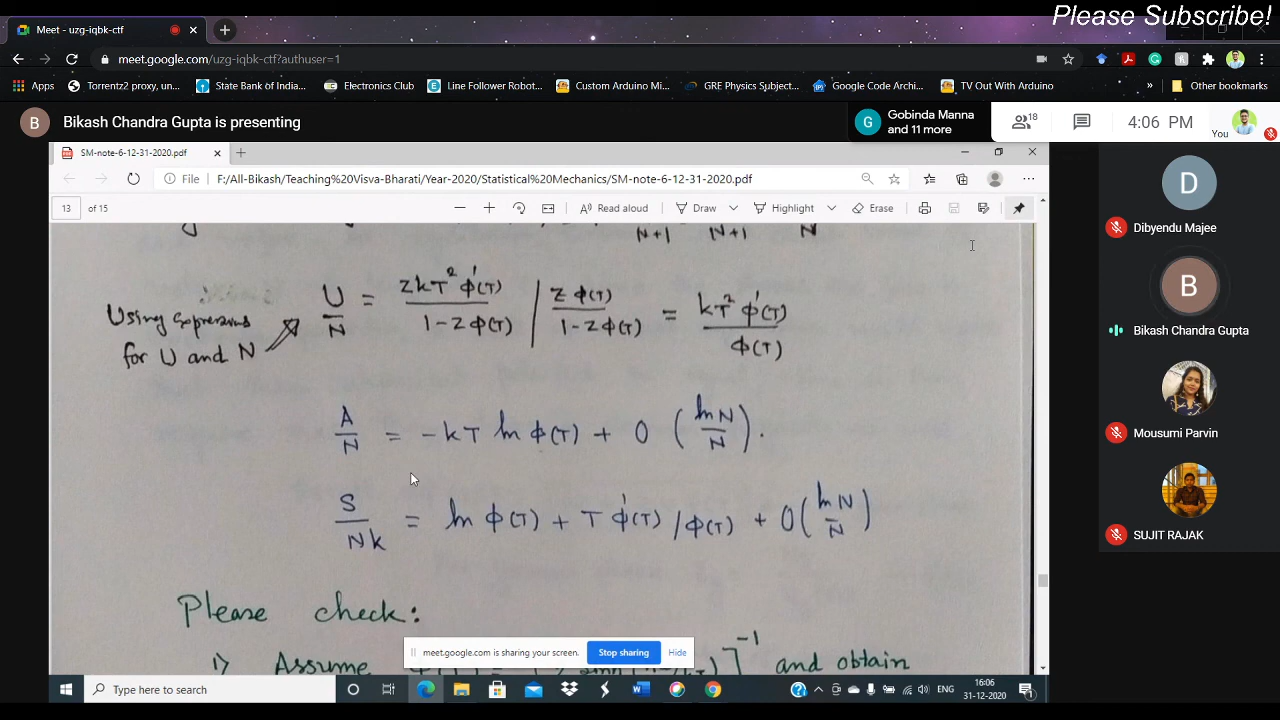 Please Subscribe!
Meet - uzg-iqbk-ctf
meet.google.com/uzg-iqbk-ctf?authuser=1
Apps Torrentz2 proxy, un... State Bank of India... Electronics Club Line Follower Robot... Custom Arduino Mi... GRE Physics Subject... Google Code Archi... TV Out With Arduino » Other bookmarks
B Bikash Chandra Gupta is presenting
G Gobinda Manna
and 11 more
18
4:06 PM
You
SM-note-6-12-31-2020.pdf
File F:/All-Bikash/Teaching%20Visva-Bharati/Year-2020/Statistical%20Mechanics/SM-note-6-12-31-2020.pdf
13 of 15 Read aloud Draw Highlight Erase
N+1 N+1 N
Using expressions for U and N
U/N = zkT² φ'(T) / 1-zφ(T) | zφ(T) / 1-zφ(T) = kT² φ'(T) / φ(T)
A/N = -kT ln φ(T) + O (ln N / N).
S/Nk = ln φ(T) + T φ'(T) / φ(T) + O (ln N / N)
Please check:
1) Assume and obtain
meet.google.com is sharing your screen. Stop sharing Hide
D
Dibyendu Majee
B
Bikash Chandra Gupta
Mousumi Parvin
SUJIT RAJAK
Type here to search
ENG
16:06
31-12-2020
1